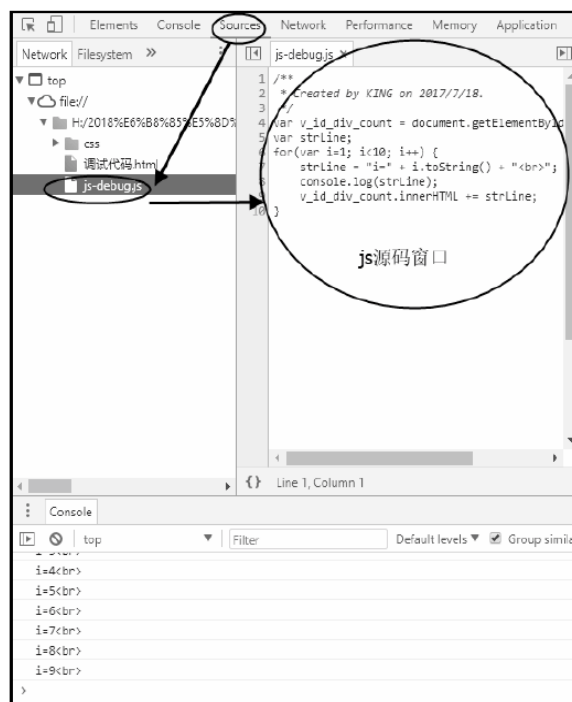 Elements Console Sources Network Performance Memory Application
Network Filesystem »
js-debug.js ×
top
file://
H:/2018%E6%B8%85%E5%8D%
css
调试代码.html
js-debug.js
1 /**
2 * Created by KING on 2017/7/18.
3 */
4 var v_id_div_count = document.getElementById
5 var strLine;
6 for(var i=1; i<10; i++) {
7 strLine = "i=" + i.toString() + "<br>";
8 console.log(strLine);
9 v_id_div_count.innerHTML += strLine;
10 }
js源码窗口
{} Line 1, Column 1
Console
top Filter Default levels Group simila
i=4<br>
i=5<br>
i=6<br>
i=7<br>
i=8<br>
i=9<br>
>